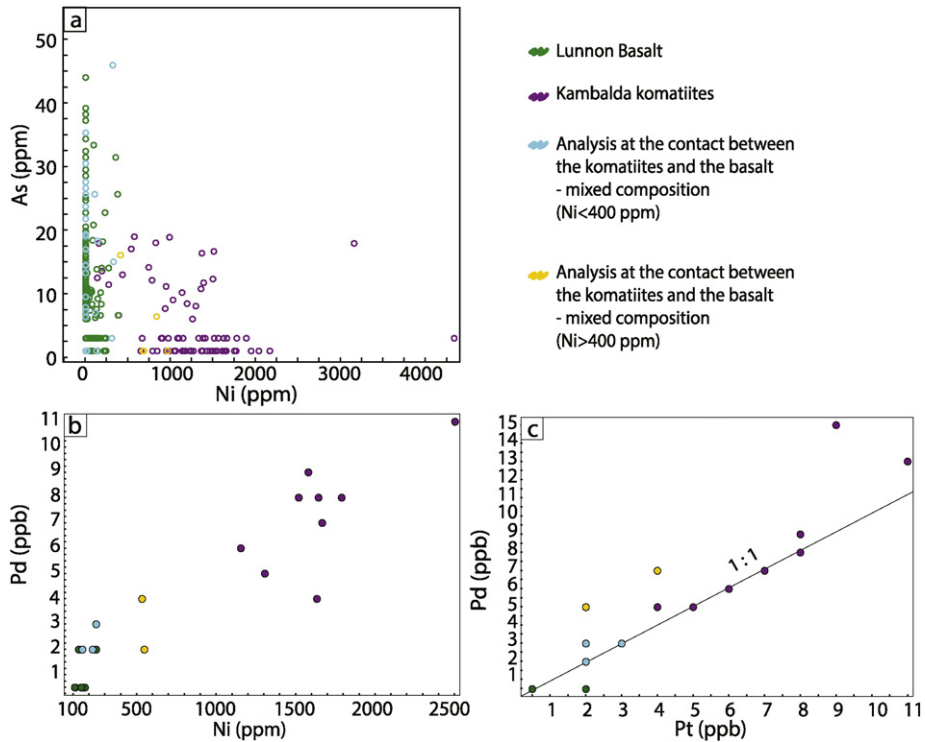 a
50
40
30
20
10
0
As (ppm)
0 1000 2000 3000 4000
Ni (ppm)
Lunnon Basalt
Kambalda komatiites
Analysis at the contact between
the komatiites and the basalt
- mixed composition
(Ni<400 ppm)
Analysis at the contact between
the komatiites and the basalt
- mixed composition
(Ni>400 ppm)
b
11
10
9
8
7
6
5
4
3
2
1
Pd (ppb)
100 500 1000 1500 2000 2500
Ni (ppm)
c
15
14
13
12
11
10
9
8
7
6
5
4
3
2
1
Pd (ppb)
1:1
1 2 3 4 5 6 7 8 9 10 11
Pt (ppb)